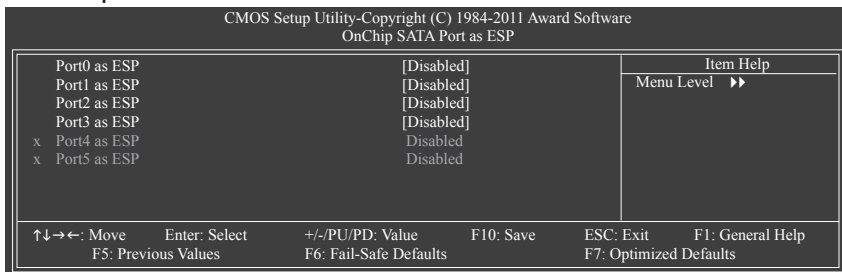 CMOS Setup Utility-Copyright (C) 1984-2011 Award Software
OnChip SATA Port as ESP
Port0 as ESP [Disabled]
Port1 as ESP [Disabled]
Port2 as ESP [Disabled]
Port3 as ESP [Disabled]
x Port4 as ESP Disabled
x Port5 as ESP Disabled
Item Help
Menu Level ▶▶
↑↓→←: Move Enter: Select +/-/PU/PD: Value F10: Save ESC: Exit F1: General Help
F5: Previous Values F6: Fail-Safe Defaults F7: Optimized Defaults